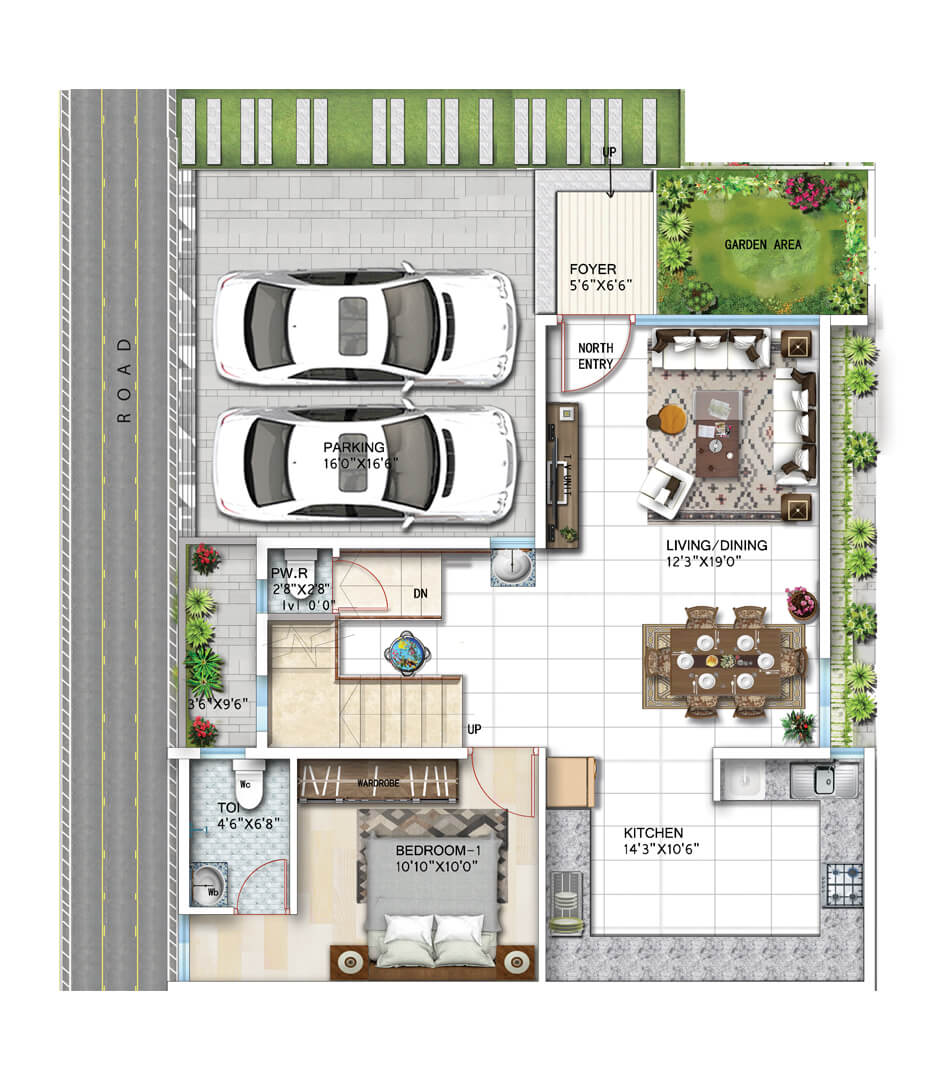 UP
GARDEN AREA
FOYER
5'6"X6'6"
NORTH
ENTRY
ROAD
PARKING
16'0"X16'6"
T.V UNIT
LIVING/DINING
12'3"X19'0"
PW.R
2'8"X2'8"
lvl 0'0"
DN
3'6"X9'6"
UP
Wc
WARDROBE
TOI
4'6"X6'8"
KITCHEN
14'3"X10'6"
BEDROOM-1
10'10"X10'0"
Wb